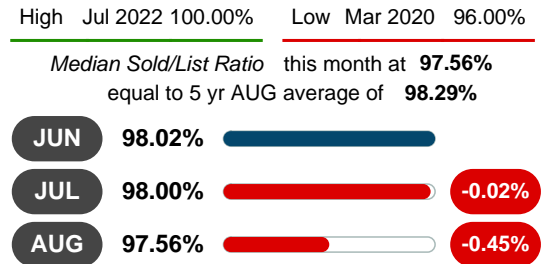 High Jul 2022 100.00% Low Mar 2020 96.00%
Median Sold/List Ratio this month at 97.56%
equal to 5 yr AUG average of 98.29%
JUN 98.02%
JUL 98.00% -0.02%
AUG 97.56% -0.45%